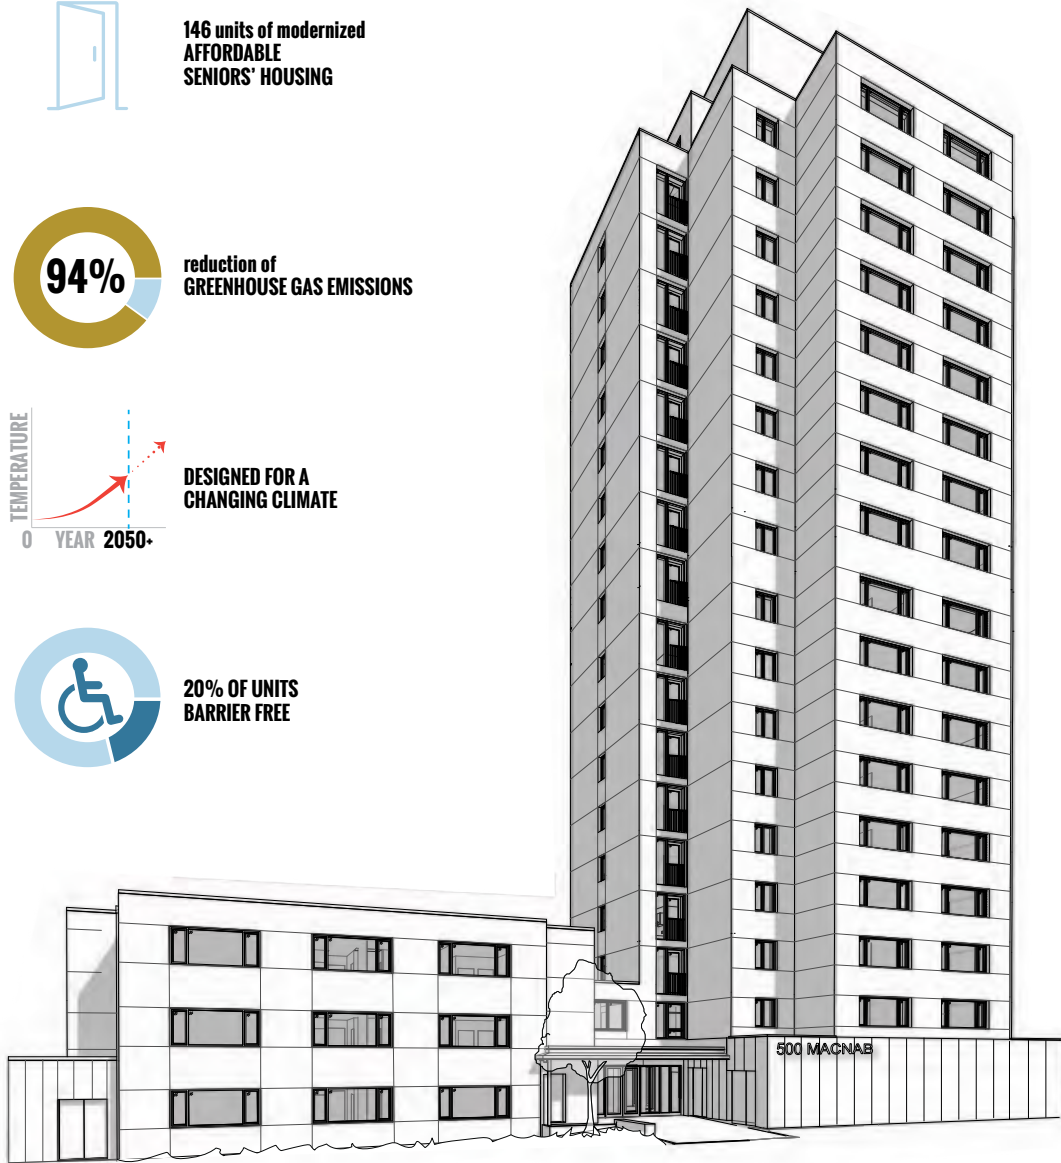 146 units of modernized
AFFORDABLE
SENIORS' HOUSING
94%
reduction of
GREENHOUSE GAS EMISSIONS
TEMPERATURE
0 YEAR 2050+
DESIGNED FOR A
CHANGING CLIMATE
20% OF UNITS
BARRIER FREE
500 MACNAB